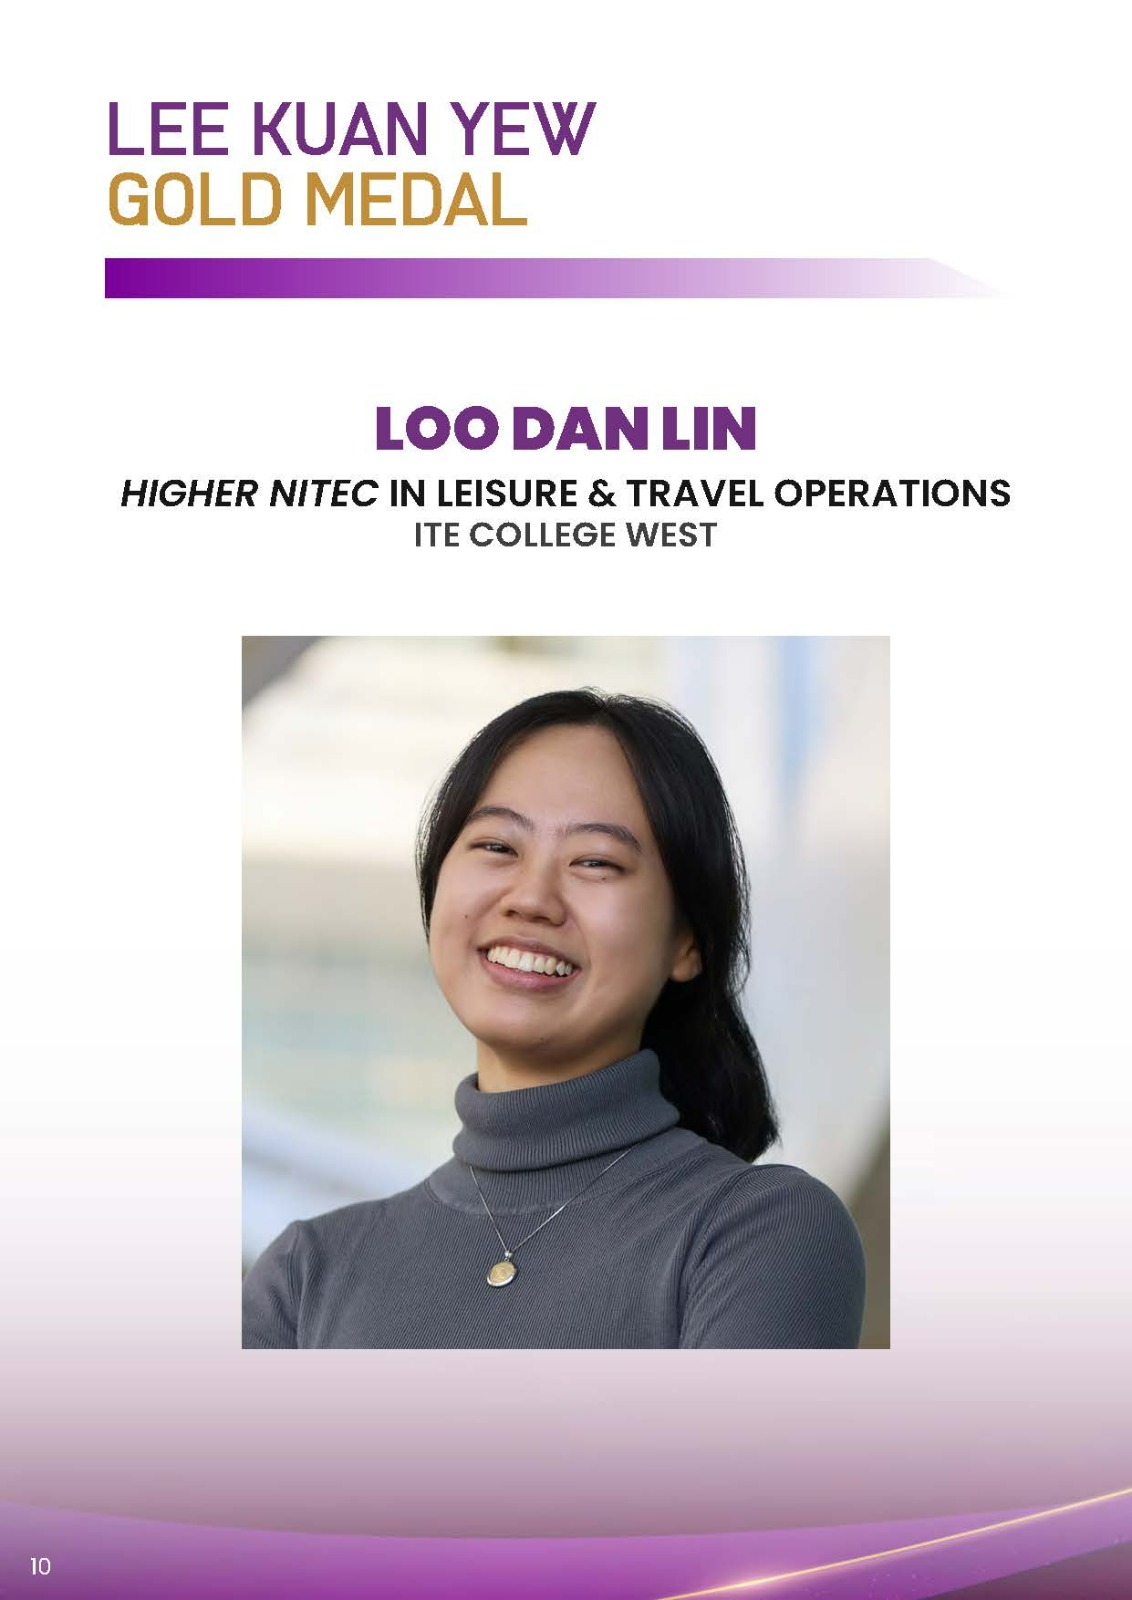 LEE KUAN YEW
GOLD MEDAL
LOO DAN LIN
HIGHER NITEC IN LEISURE & TRAVEL OPERATIONS
ITE COLLEGE WEST
10